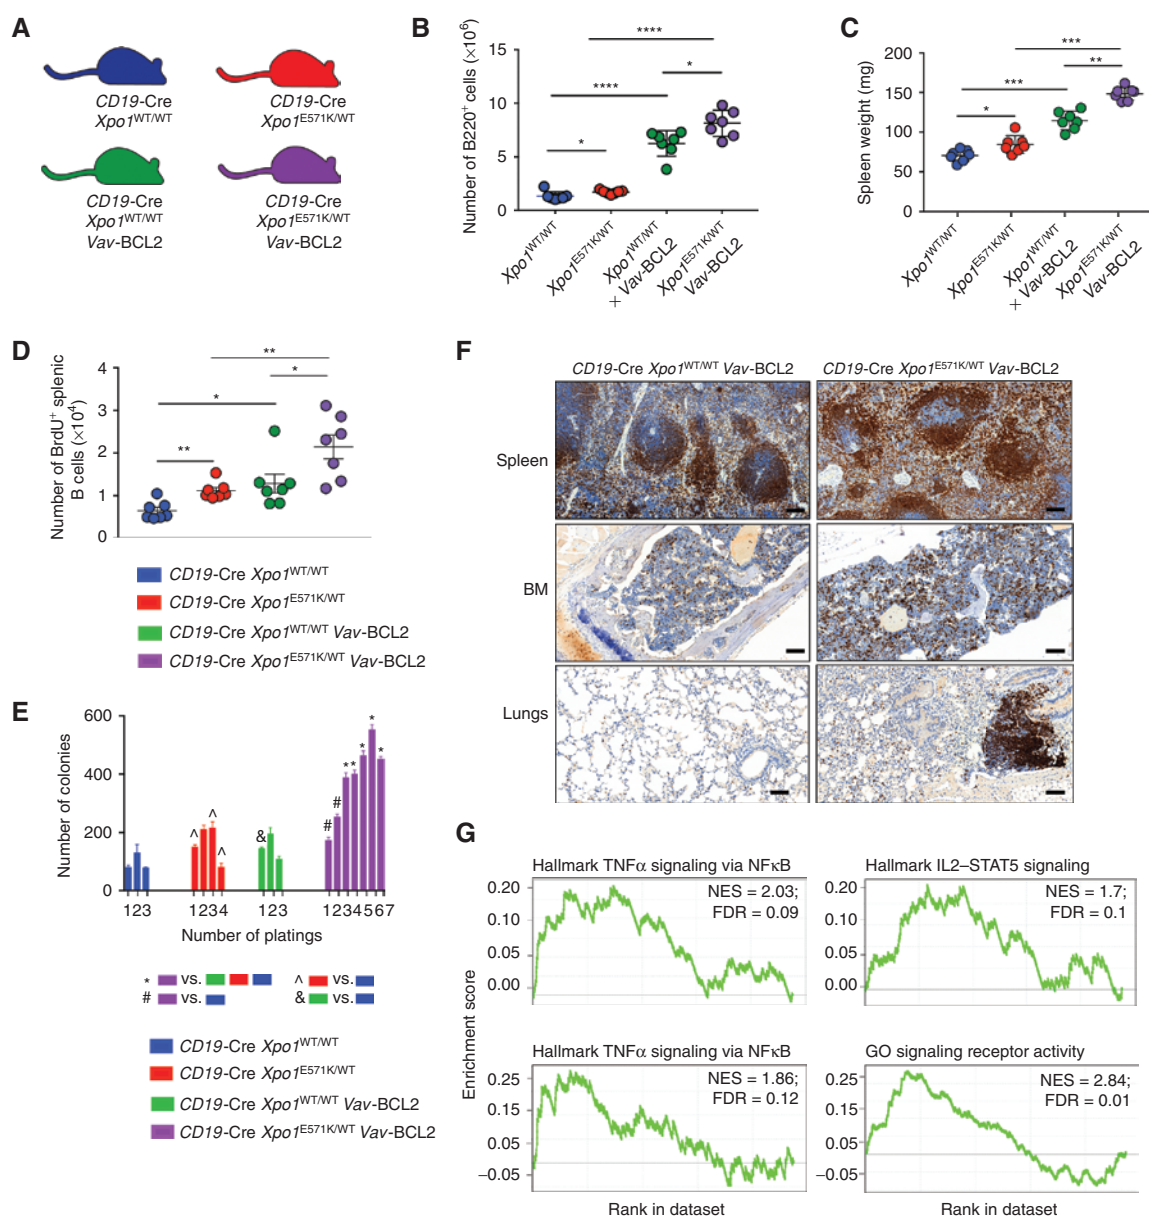 A
CD19-Cre
Xpo1WT/WT
CD19-Cre
Xpo1E571K/WT
CD19-Cre
Xpo1WT/WT
Vav-BCL2
CD19-Cre
Xpo1E571K/WT
Vav-BCL2
B
Number of B220+ cells (×10⁶)
15
10
5
0
****
****
*
*
Xpo1WT/WT
Xpo1E571K/WT
Xpo1WT/WT
+ Vav-BCL2
Xpo1E571K/WT
Vav-BCL2
C
Spleen weight (mg)
200
150
100
50
0
***
**
***
*
Xpo1WT/WT
Xpo1E571K/WT
Xpo1WT/WT
+ Vav-BCL2
Xpo1E571K/WT
Vav-BCL2
D
Number of BrdU+ splenic
B cells (×10⁴)
4
3
2
1
0
**
*
*
**
CD19-Cre Xpo1WT/WT
CD19-Cre Xpo1E571K/WT
CD19-Cre Xpo1WT/WT Vav-BCL2
CD19-Cre Xpo1E571K/WT Vav-BCL2
E
Number of colonies
600
400
200
0
^
^
^
&
#
#
*
*
*
*
*
123
1234
123
1234567
Number of platings
* vs.
^ vs.
# vs.
& vs.
CD19-Cre Xpo1WT/WT
CD19-Cre Xpo1E571K/WT
CD19-Cre Xpo1WT/WT Vav-BCL2
CD19-Cre Xpo1E571K/WT Vav-BCL2
F
CD19-Cre Xpo1WT/WT Vav-BCL2
CD19-Cre Xpo1E571K/WT Vav-BCL2
Spleen
BM
Lungs
G
Enrichment score
Hallmark TNFα signaling via NFκB
NES = 2.03;
FDR = 0.09
0.20
0.10
0.05
0.00
Hallmark IL2–STAT5 signaling
NES = 1.7;
FDR = 0.1
0.20
0.10
0.05
0.00
Hallmark TNFα signaling via NFκB
NES = 1.86;
FDR = 0.12
0.25
0.15
0.05
−0.05
GO signaling receptor activity
NES = 2.84;
FDR = 0.01
0.25
0.15
0.05
−0.05
Rank in dataset
Rank in dataset